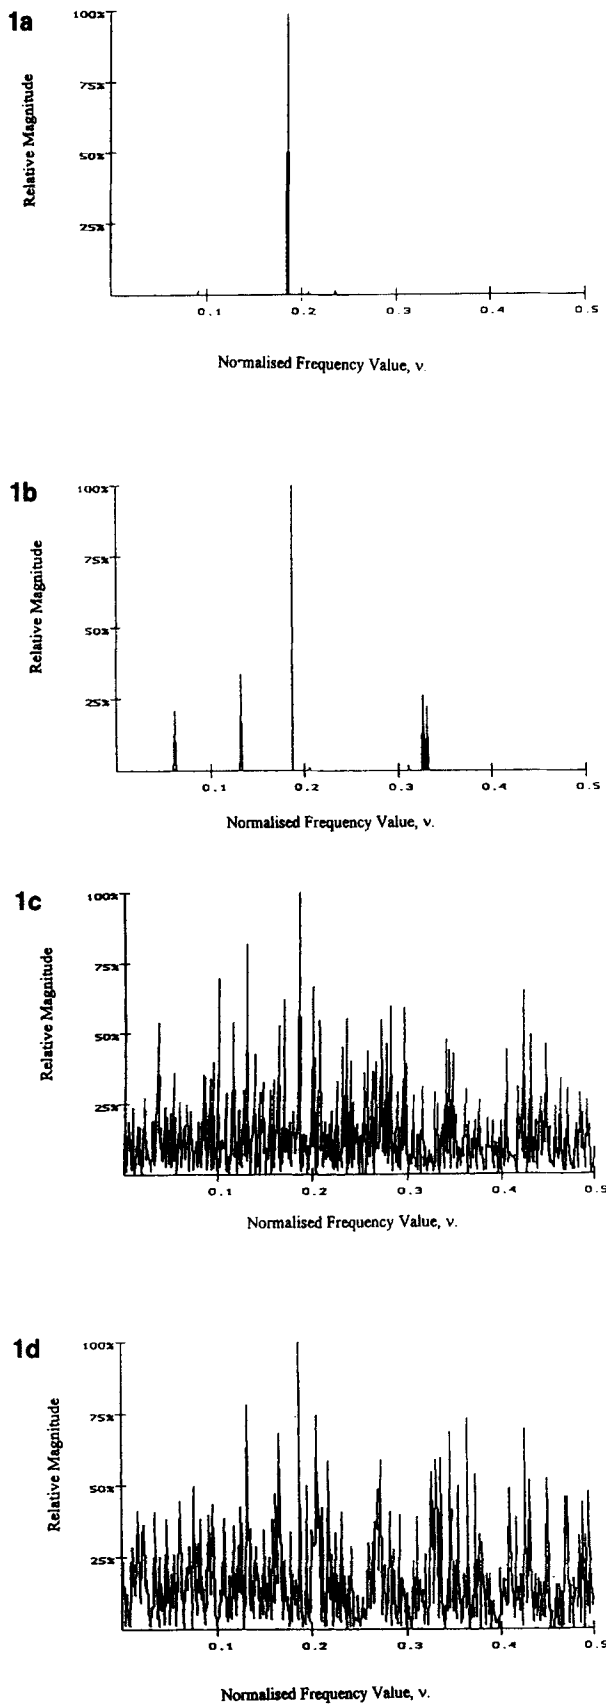 1a
100%
75%
50%
25%
Relative Magnitude
0.1 0.2 0.3 0.4 0.5
Normalised Frequency Value, ν.
1b
100%
75%
50%
25%
Relative Magnitude
0.1 0.2 0.3 0.4 0.5
Normalised Frequency Value, ν.
1c
100%
75%
50%
25%
Relative Magnitude
0.1 0.2 0.3 0.4 0.5
Normalised Frequency Value, ν.
1d
100%
75%
50%
25%
Relative Magnitude
0.1 0.2 0.3 0.4 0.5
Normalised Frequency Value, ν.